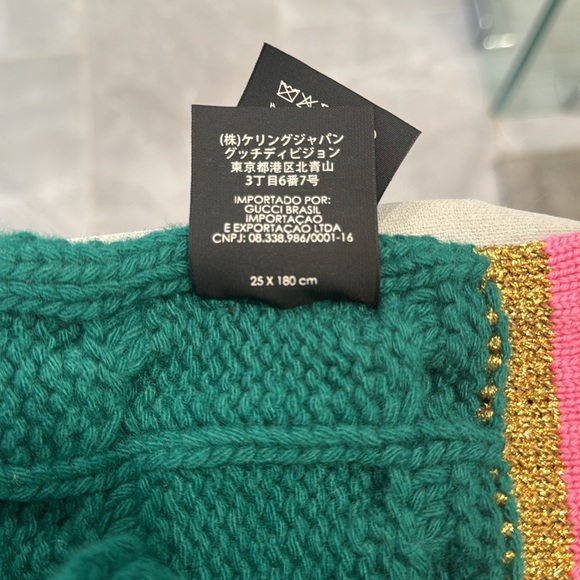 (株)ケリングジャパン
グッチディビジョン
東京都港区北青山
3丁目6番7号
IMPORTADO POR:
GUCCI BRASIL
IMPORTACAO
E EXPORTACAO LTDA
CNPJ: 08.338.986/0001-16
25 X 180 cm